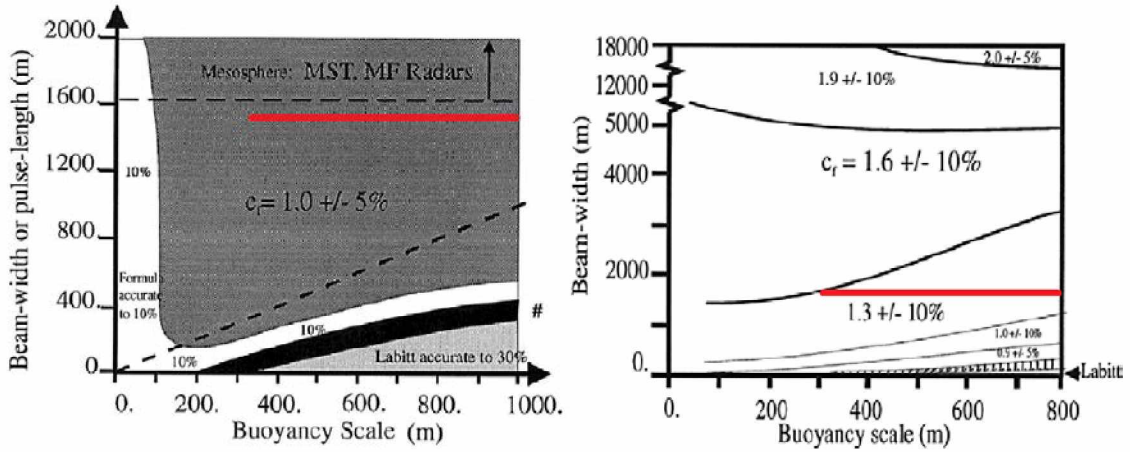 Beam-width or pulse-length (m)
2000
1600
1200
800
400.
0.
Mesosphere: MST, MF Radars
10%
cf= 1.0 +/- 5%
Formula
accurate
to 10%
10%
10%
#
Labitt accurate to 30%
0. 200. 400. 600. 800. 1000.
Buoyancy Scale (m)
Beam-width (m)
18000
12000
5000
4000
2000
0.
2.0 +/- 5%
1.9 +/- 10%
cf = 1.6 +/- 10%
1.3 +/- 10%
1.0 +/- 10%
0.9 +/- 5%
Labitt
0. 200 400 600 800
Buoyancy scale (m)